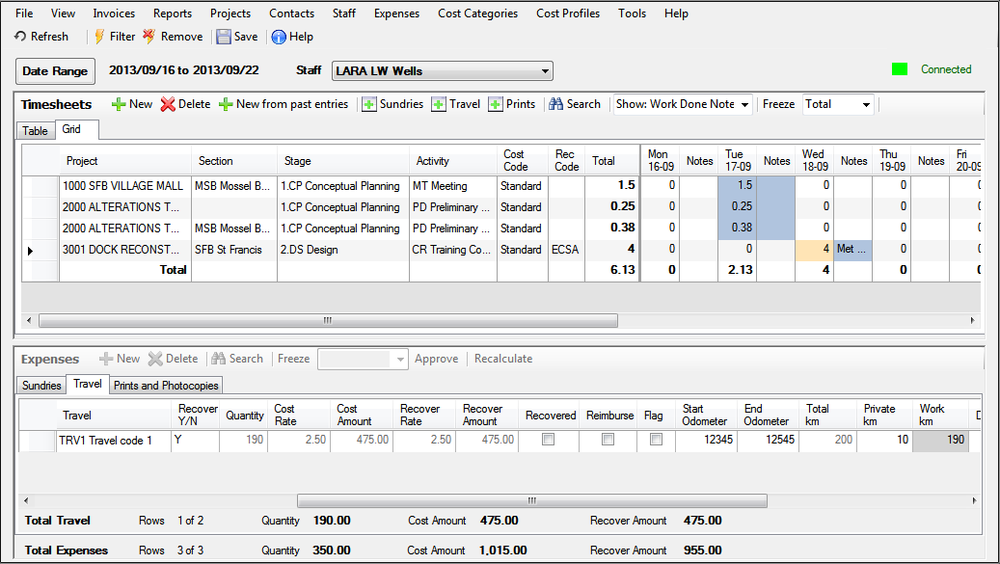 File View Invoices Reports Projects Contacts Staff Expenses Cost Categories Cost Profiles Tools Help
Refresh Filter Remove Save Help
Date Range 2013/09/16 to 2013/09/22 Staff LARA LW Wells Connected
Timesheets New Delete New from past entries Sundries Travel Prints Search Show: Work Done Note Freeze Total
Table Grid
Project Section Stage Activity Cost Code Rec Code Total Mon 16-09 Notes Tue 17-09 Notes Wed 18-09 Notes Thu 19-09 Notes Fri 20-09
1000 SFB VILLAGE MALL MSB Mossel B... 1.CP Conceptual Planning MT Meeting Standard 1.5 0 1.5 0 0 0
2000 ALTERATIONS T... 1.CP Conceptual Planning PD Preliminary ... Standard 0.25 0 0.25 0 0 0
2000 ALTERATIONS T... MSB Mossel B... 1.CP Conceptual Planning PD Preliminary ... Standard 0.38 0 0.38 0 0 0
3001 DOCK RECONST... SFB St Francis 2.DS Design CR Training Co... Standard ECSA 4 0 0 4 Met ... 0 0
Total 6.13 0 2.13 4 0 0
Expenses New Delete Search Freeze Approve Recalculate
Sundries Travel Prints and Photocopies
Travel Recover Y/N Quantity Cost Rate Cost Amount Recover Rate Recover Amount Recovered Reimburse Flag Start Odometer End Odometer Total km Private km Work km
TRV1 Travel code 1 Y 190 2.50 475.00 2.50 475.00 12345 12545 200 10 190
Total Travel Rows 1 of 2 Quantity 190.00 Cost Amount 475.00 Recover Amount 475.00
Total Expenses Rows 3 of 3 Quantity 350.00 Cost Amount 1,015.00 Recover Amount 955.00